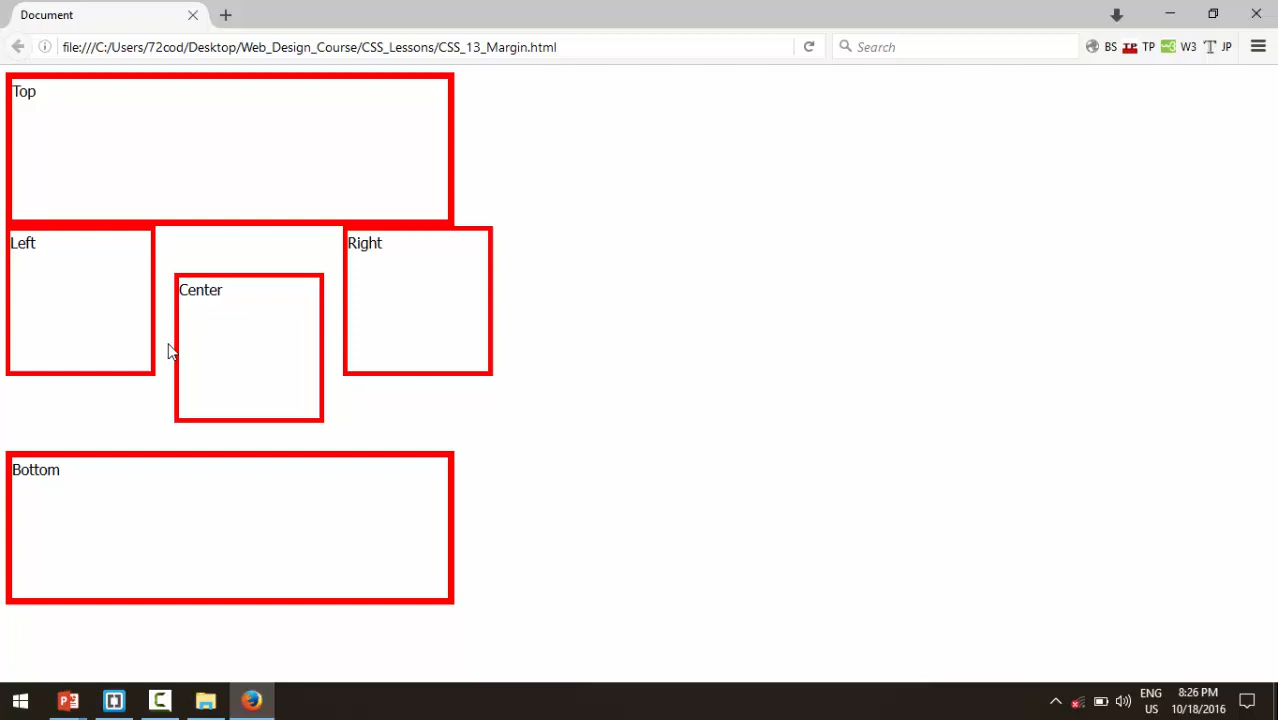 Document
file:///C:/Users/72cod/Desktop/Web_Design_Course/CSS_Lessons/CSS_13_Margin.html
Search
BS TP TP W3 T JP
Top
Left
Right
Center
Bottom
ENG 8:26 PM
US 10/18/2016